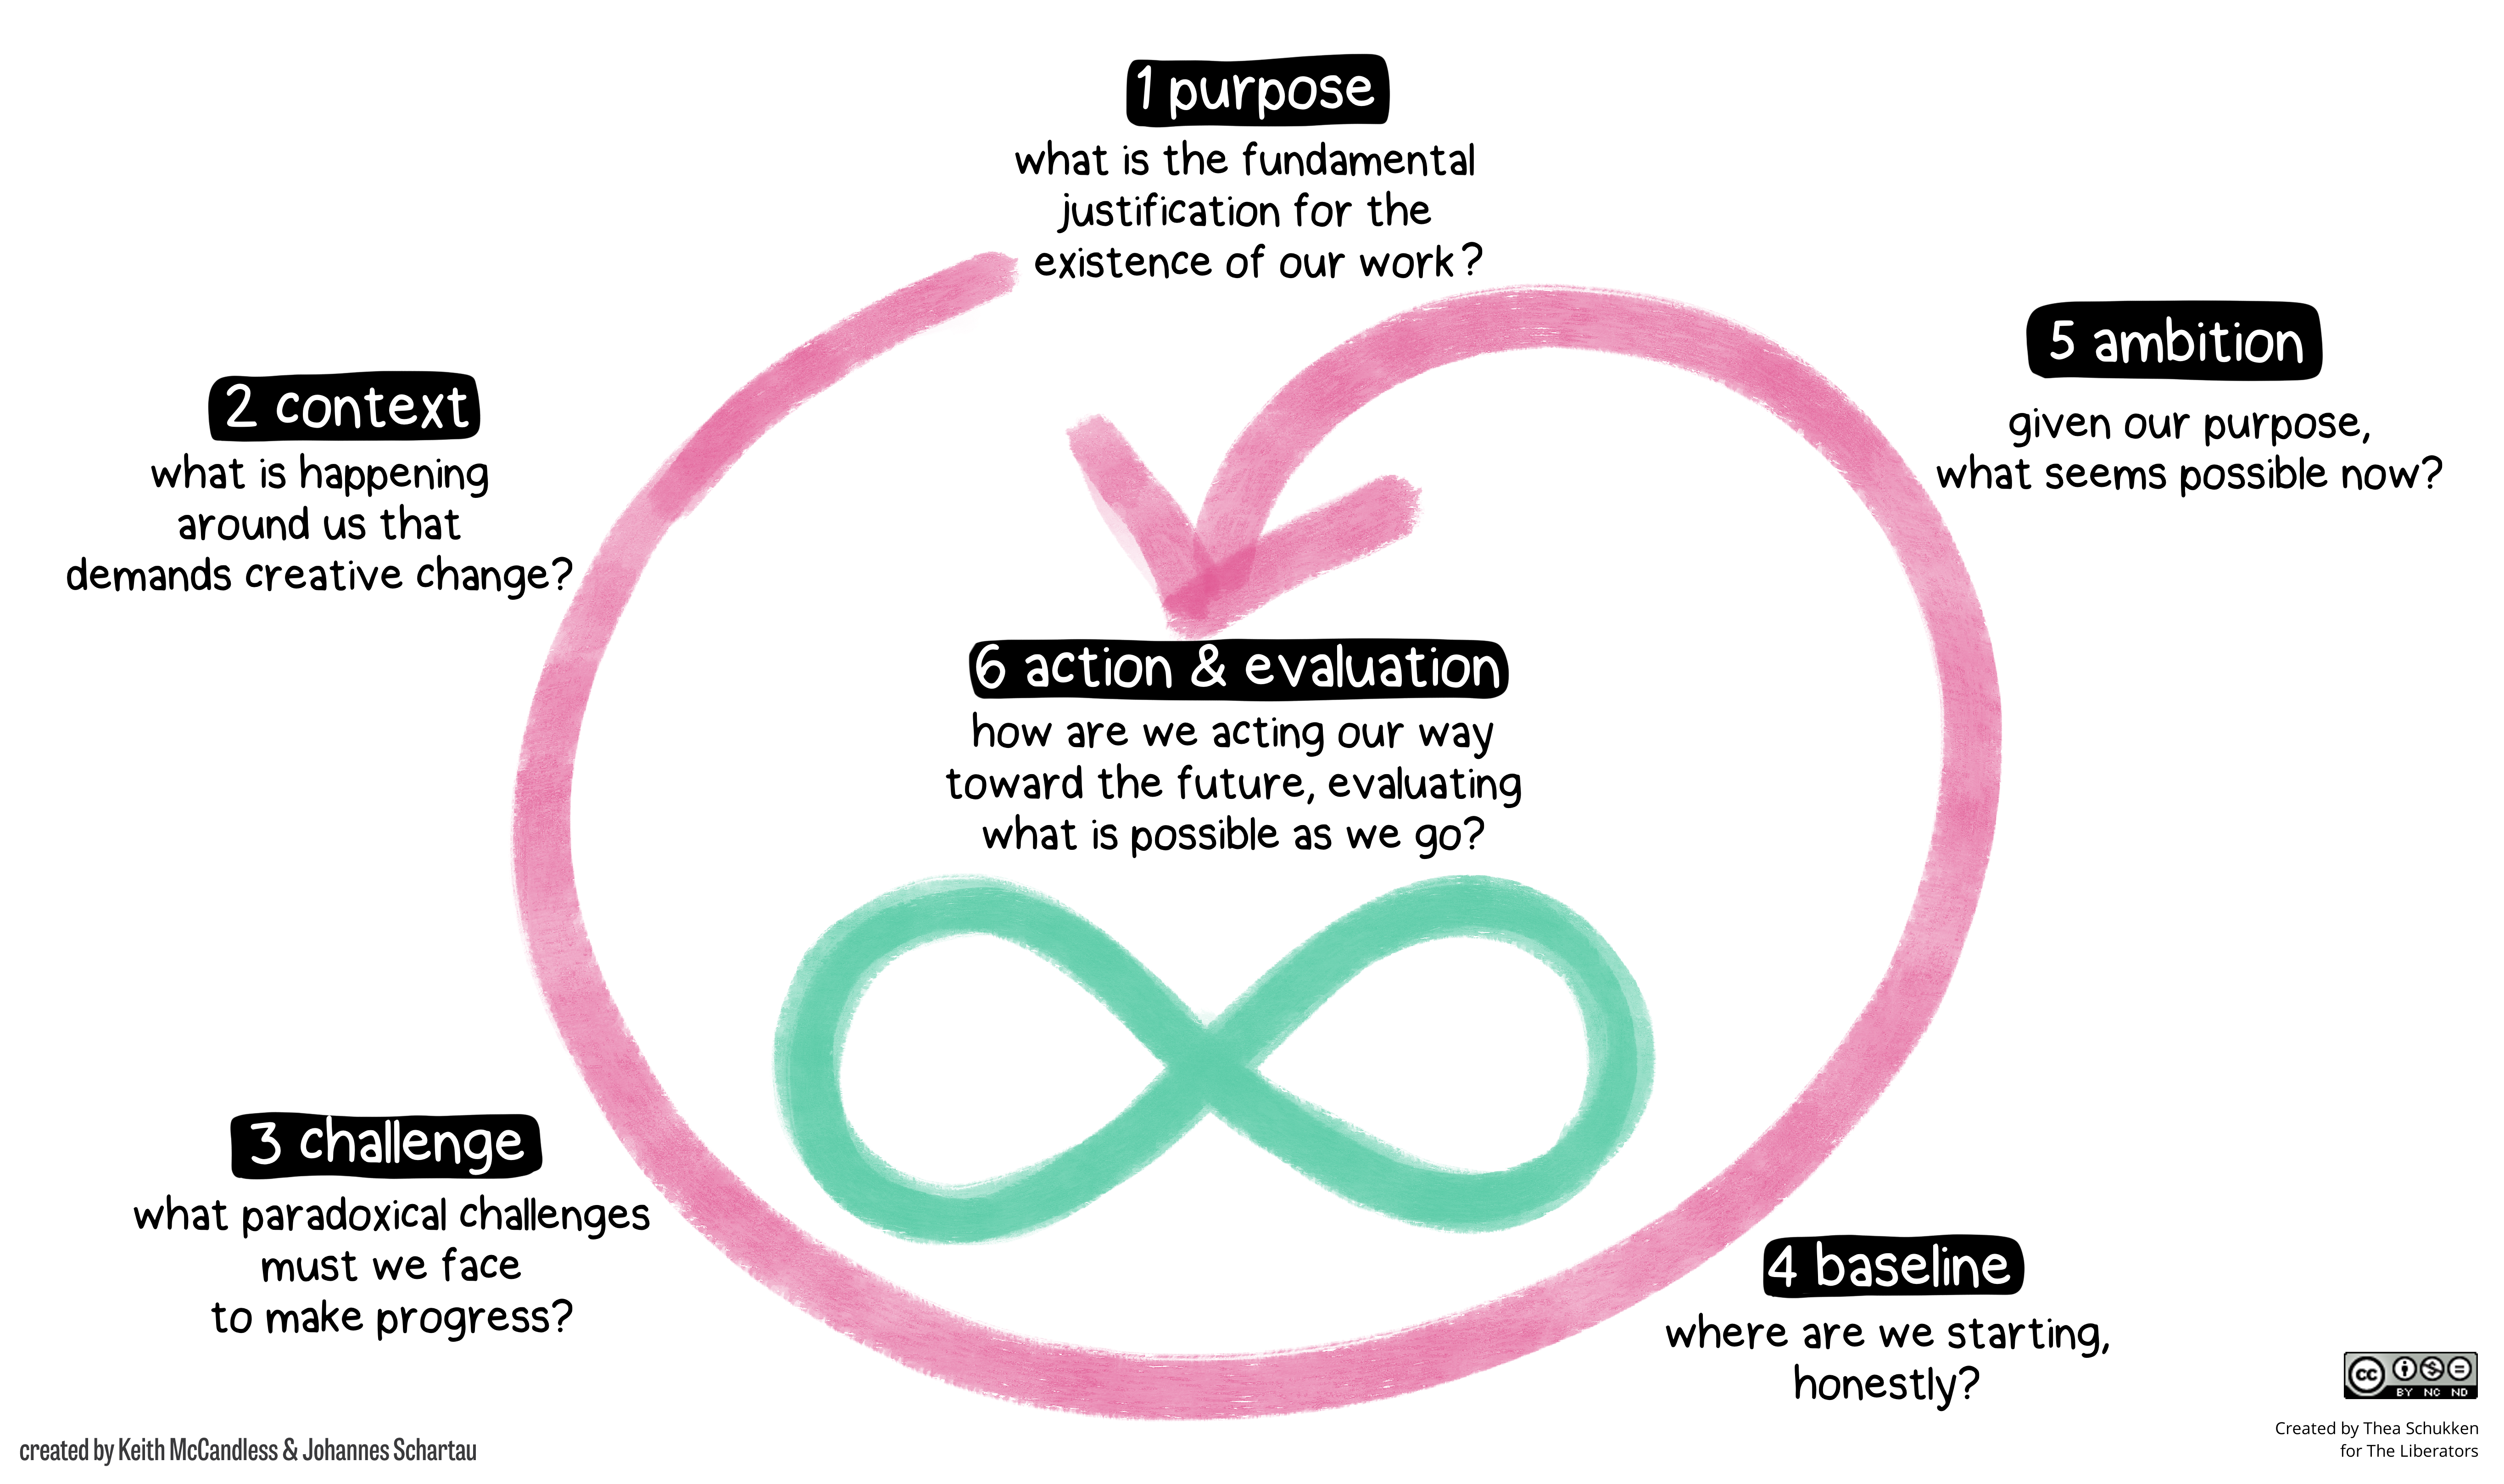 1 purpose
what is the fundamental
justification for the
existence of our work?
2 context
what is happening
around us that
demands creative change?
3 challenge
what paradoxical challenges
must we face
to make progress?
4 baseline
where are we starting,
honestly?
5 ambition
given our purpose,
what seems possible now?
6 action & evaluation
how are we acting our way
toward the future, evaluating
what is possible as we go?
created by Keith McCandless & Johannes Schartau
cc
BY NC ND
Created by Thea Schukken
for The Liberators